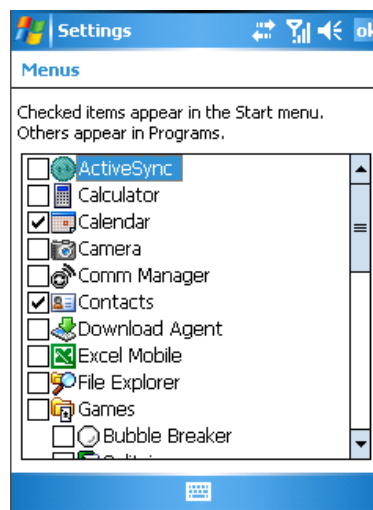 Settings
ok
Menus
Checked items appear in the Start menu.
Others appear in Programs.
ActiveSync
Calculator
Calendar
Camera
Comm Manager
Contacts
Download Agent
Excel Mobile
File Explorer
Games
Bubble Breaker